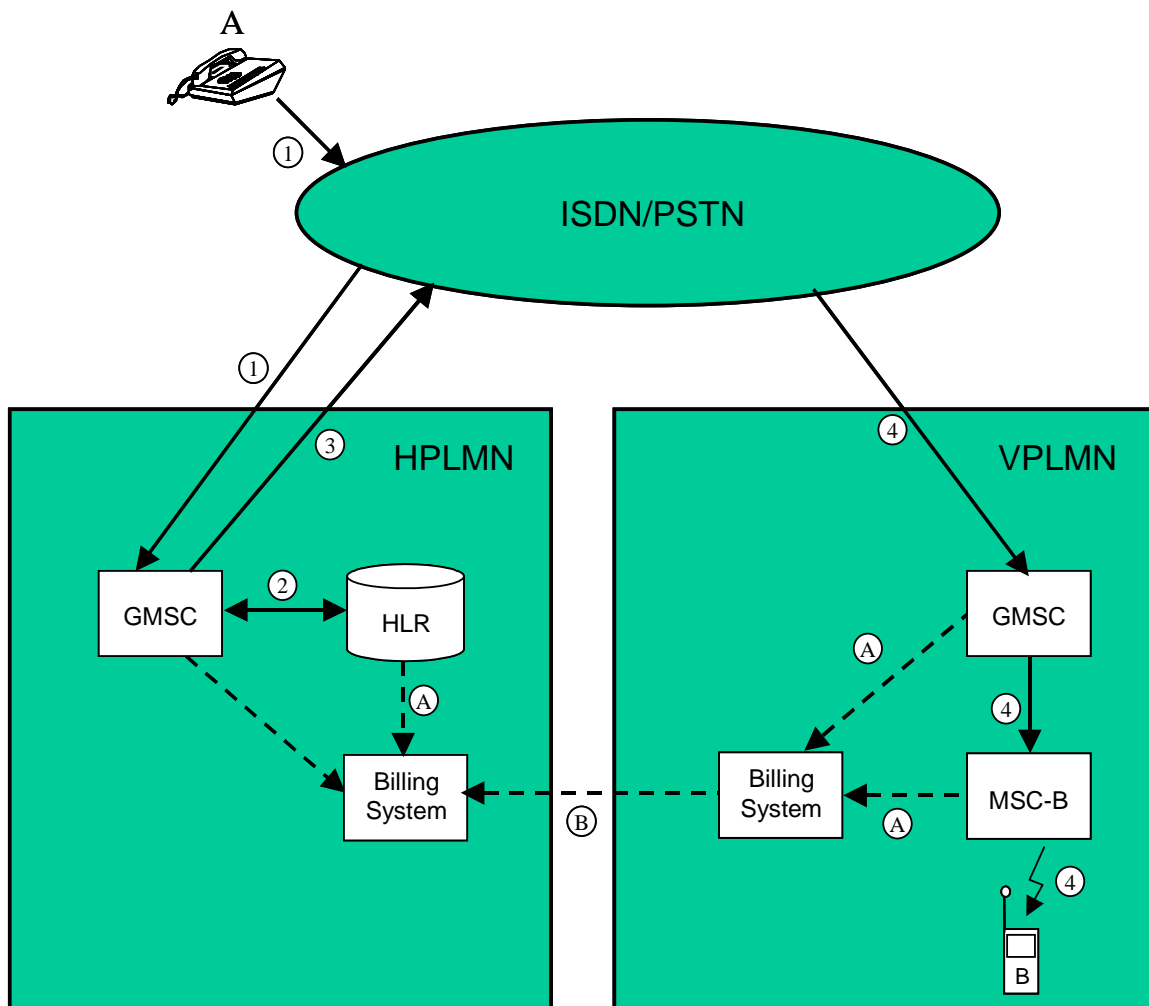 A
1
ISDN/PSTN
1
3
4
HPLMN
VPLMN
GMSC
2
HLR
GMSC
A
A
4
Billing
System
B
Billing
System
A
MSC-B
4
B